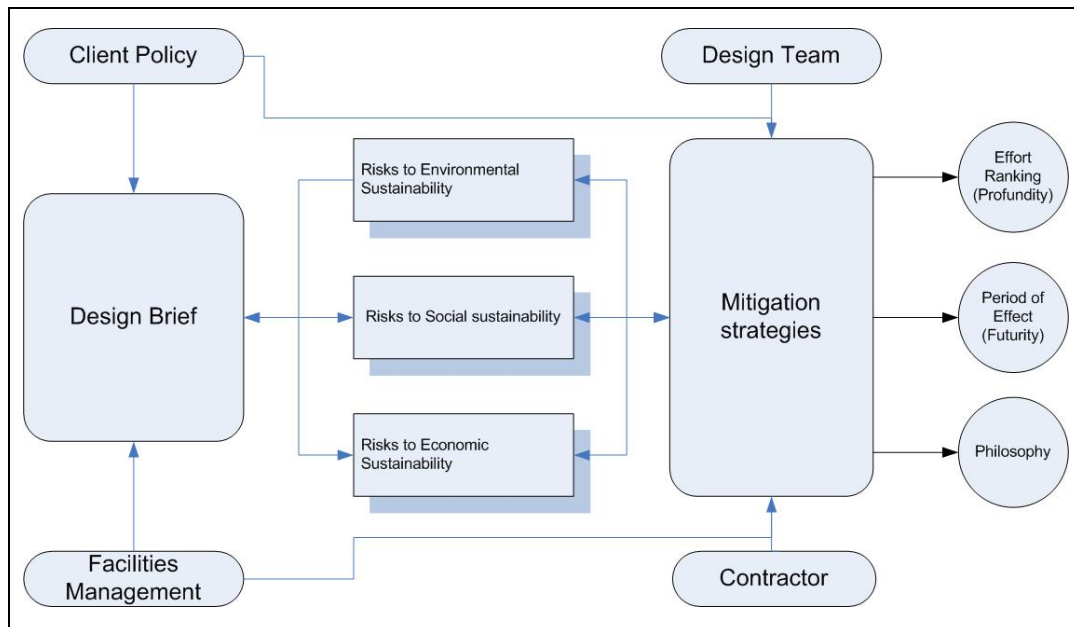 Client Policy
Design Team
Risks to Environmental
Sustainability
Effort
Ranking
(Profundity)
Design Brief
Risks to Social sustainability
Mitigation
strategies
Period of
Effect
(Futurity)
Risks to Economic
Sustainability
Philosophy
Facilities
Management
Contractor